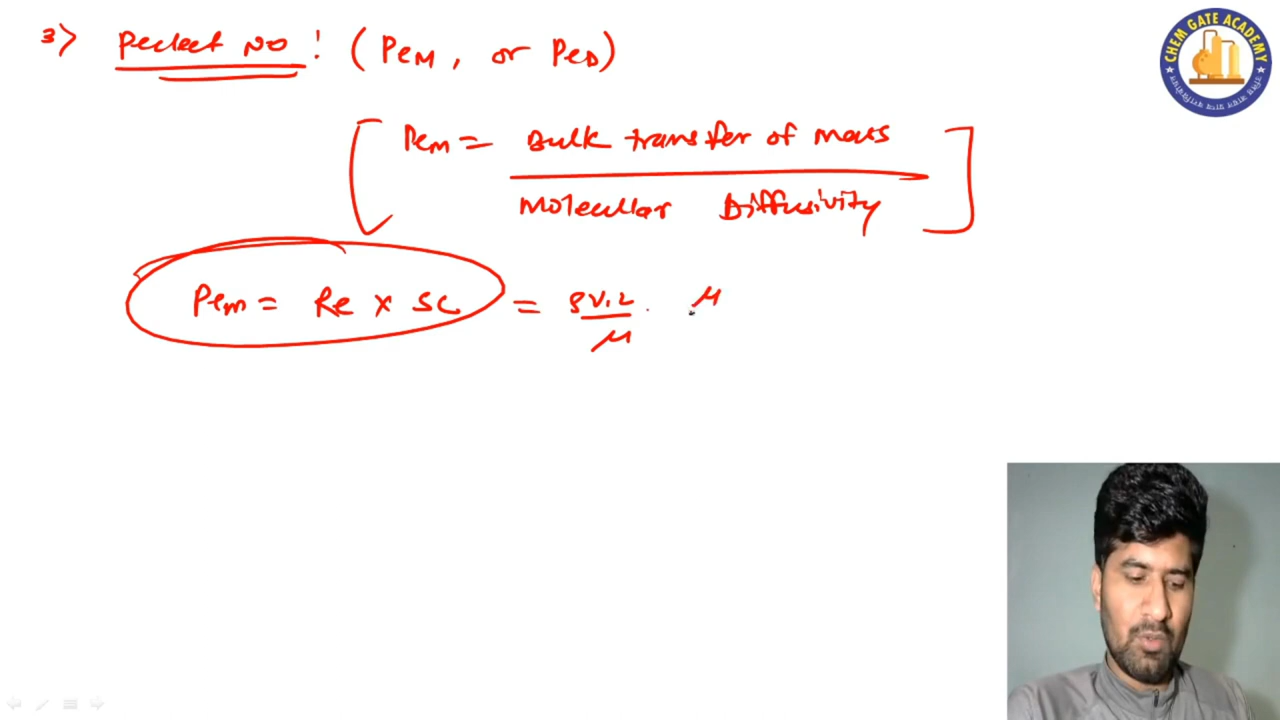 3> Peclect No : (PeM, or PeD)
PeM = Bulk transfer of mass
Molecular Diffusivity
Pem = Re x Sc = ρV.L / μ . μ
CHEM GATE ACADEMY